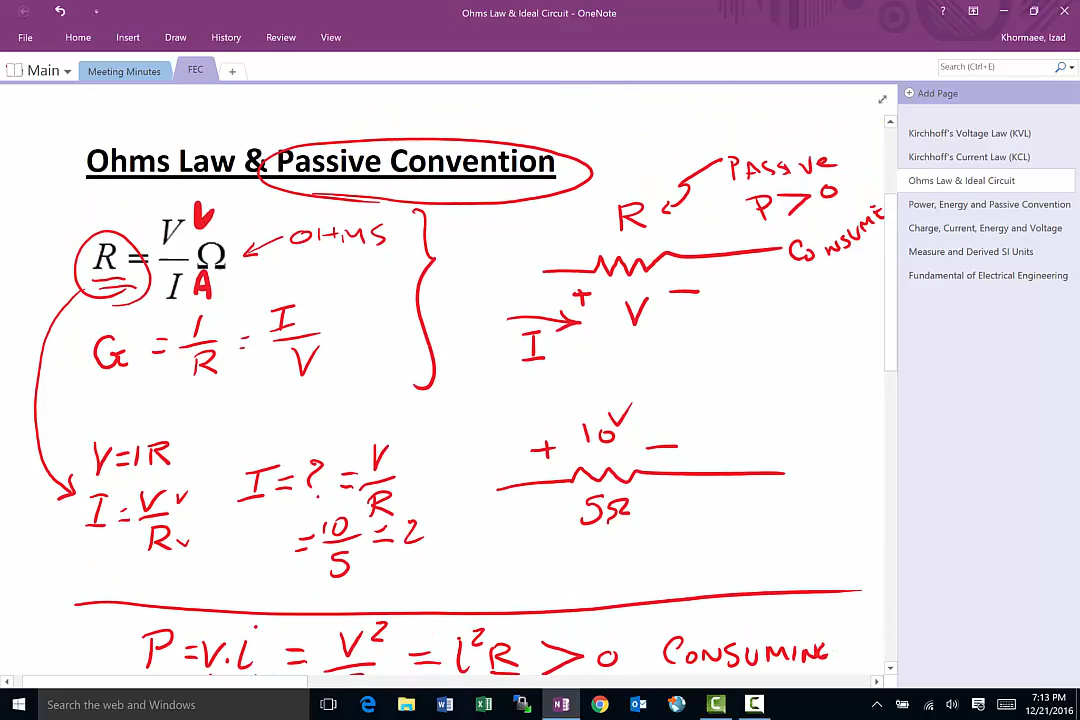 Ohms Law & Ideal Circuit - OneNote
?
File
Home
Insert
Draw
History
Review
View
Khormaee, Izad
Main
Meeting Minutes
FEC
+
Search (Ctrl+E)
Add Page
Kirchhoff's Voltage Law (KVL)
Kirchhoff's Current Law (KCL)
Ohms Law & Ideal Circuit
Power, Energy and Passive Convention
Charge, Current, Energy and Voltage
Measure and Derived SI Units
Fundamental of Electrical Engineering
Ohms Law & Passive Convention
R = V/I Ω V/A
OHMS
G = 1/R = I/V
PASSIVE
P > 0
CONSUME
R
+ V −
I
V = IR
I = V/R
I = ? = V/R
= 10/5 = 2
+ 10V −
5Ω
P = V.i = V² = i²R > 0 CONSUMING
Search the web and Windows
7:13 PM
12/21/2016